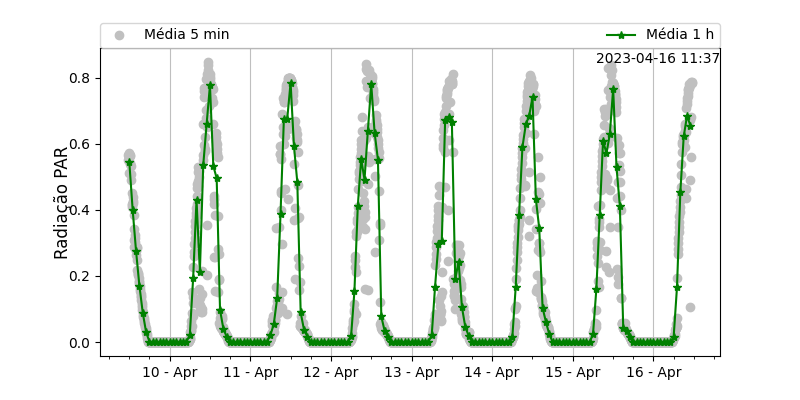 Média 5 min
Média 1 h
2023-04-16 11:37
Radiação PAR
0.8
0.6
0.4
0.2
0.0
10 - Apr
11 - Apr
12 - Apr
13 - Apr
14 - Apr
15 - Apr
16 - Apr